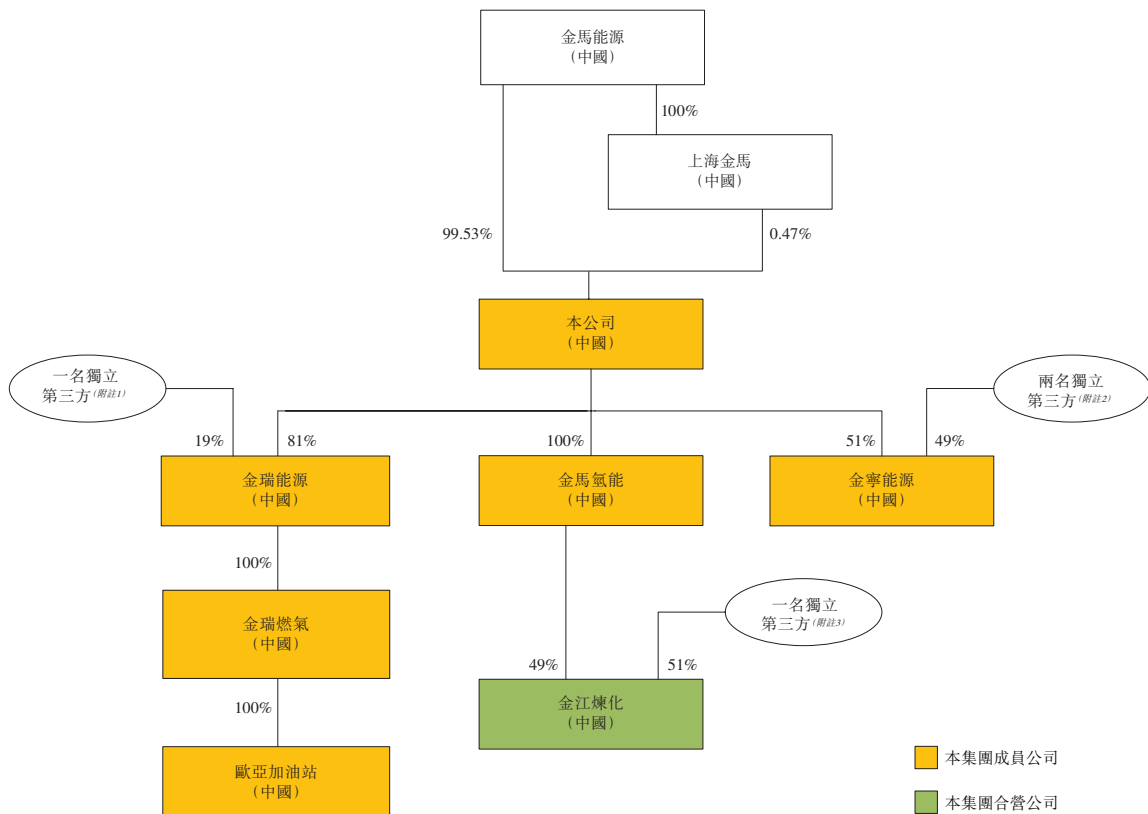 金馬能源
(中國)
100%
上海金馬
(中國)
99.53%
0.47%
本公司
(中國)
一名獨立
第三方(附註1)
兩名獨立
第三方(附註2)
19%
81%
100%
51%
49%
金瑞能源
(中國)
金馬氫能
(中國)
金寧能源
(中國)
100%
金瑞燃氣
(中國)
一名獨立
第三方(附註3)
49%
51%
金江煉化
(中國)
100%
歐亞加油站
(中國)
本集團成員公司
本集團合營公司